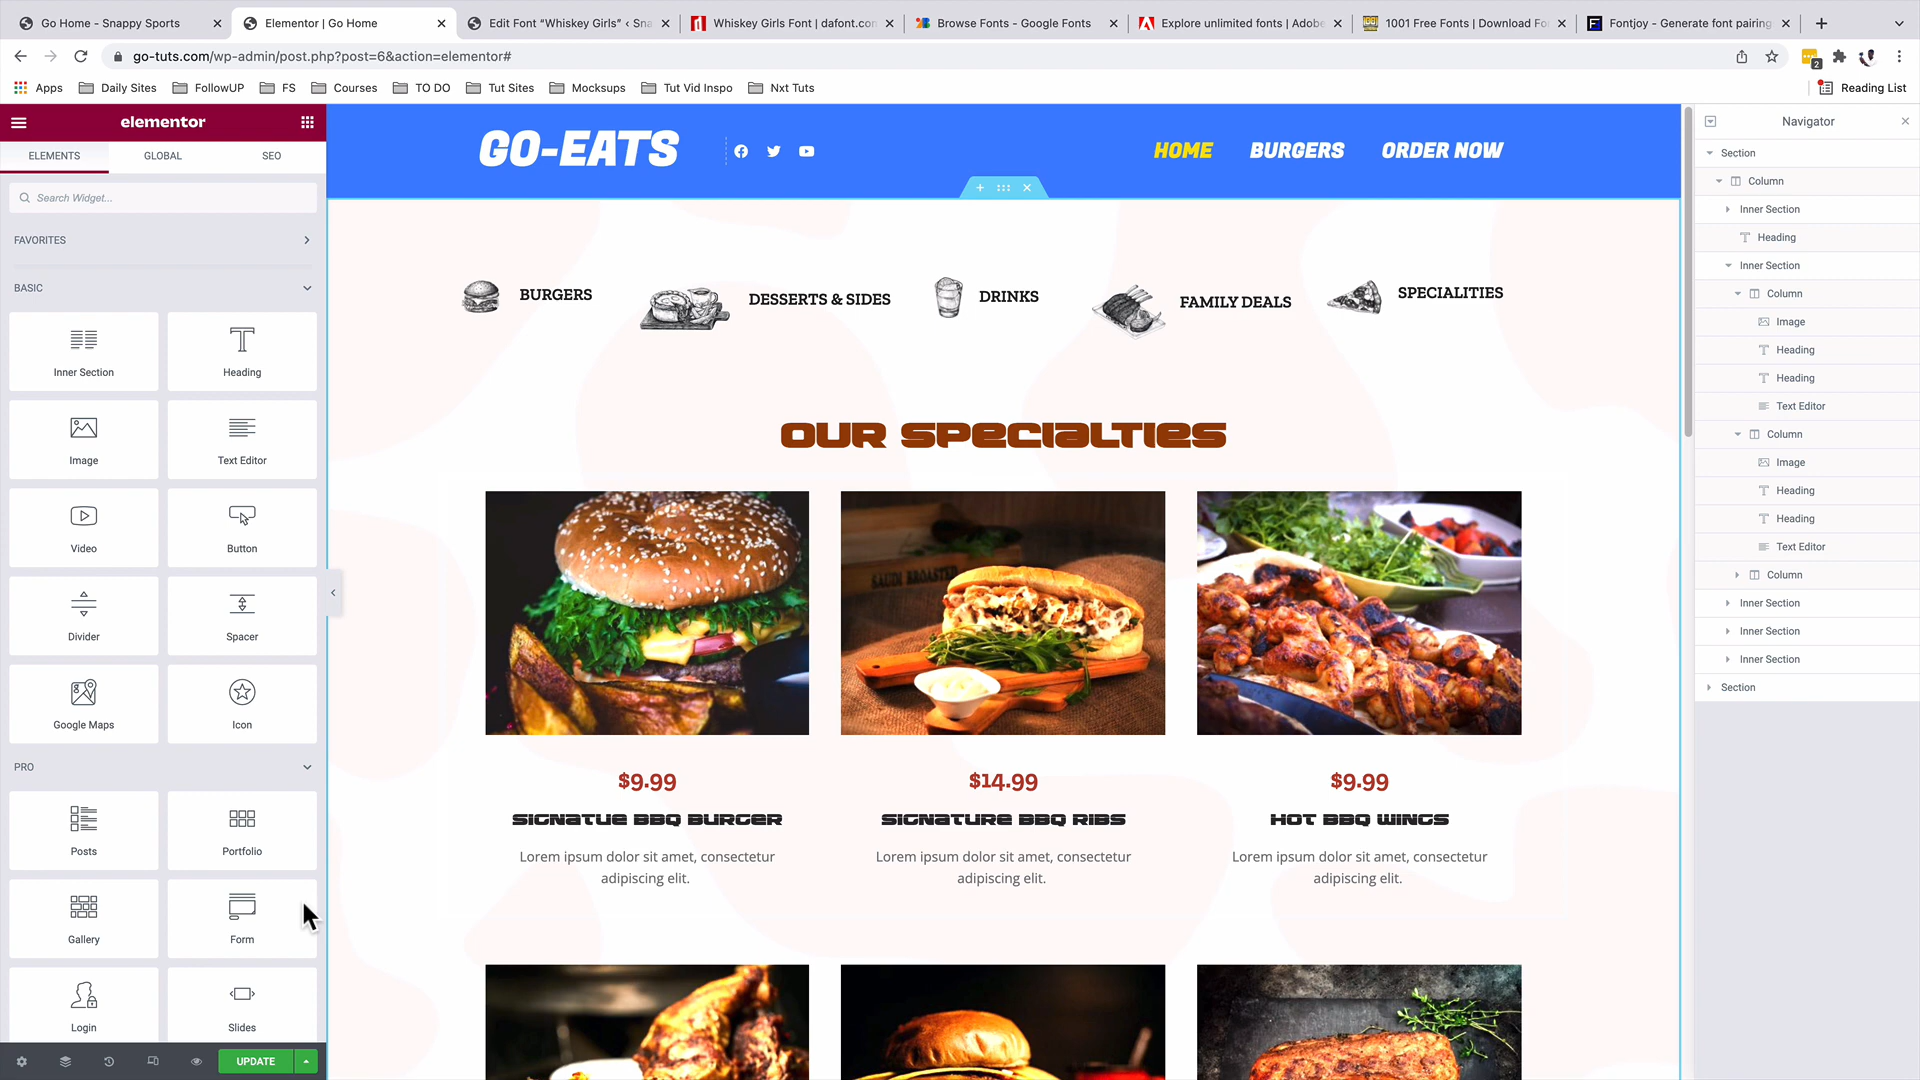 Go Home - Snappy Sports
Elementor | Go Home
Edit Font “Whiskey Girls” ‹ Sna
Whiskey Girls Font | dafont.con
Browse Fonts - Google Fonts
Explore unlimited fonts | Adobe
1001 Free Fonts | Download Fo
Fontjoy - Generate font pairing
go-tuts.com/wp-admin/post.php?post=6&action=elementor#
2
Apps
Daily Sites
FollowUP
FS
Courses
TO DO
Tut Sites
Mocksups
Tut Vid Inspo
Nxt Tuts
Reading List
elementor
ELEMENTS
GLOBAL
SEO
Search Widget...
FAVORITES
BASIC
Inner Section
Heading
Image
Text Editor
Video
Button
Divider
Spacer
Google Maps
Icon
PRO
Posts
Portfolio
Gallery
Form
Login
Slides
UPDATE
GO-EATS
HOME
BURGERS
ORDER NOW
BURGERS
DESSERTS & SIDES
DRINKS
FAMILY DEALS
SPECIALITIES
OUR SPECIALTIES
SAUDI ROASTED
$9.99
$14.99
$9.99
SIGNATUE BBQ BURGER
SIGNATURE BBQ RIBS
HOT BBQ WINGS
Lorem ipsum dolor sit amet, consectetur
adipiscing elit.
Lorem ipsum dolor sit amet, consectetur
adipiscing elit.
Lorem ipsum dolor sit amet, consectetur
adipiscing elit.
Navigator
Section
Column
Inner Section
Heading
Inner Section
Column
Image
Heading
Heading
Text Editor
Column
Image
Heading
Heading
Text Editor
Column
Inner Section
Inner Section
Inner Section
Section